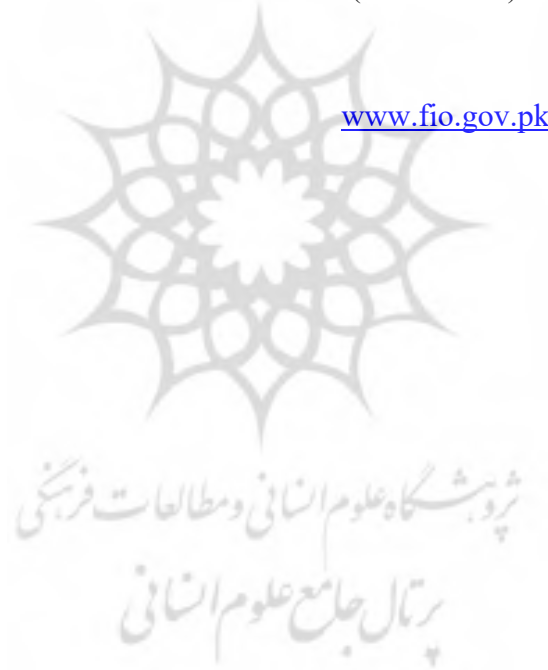 www.fio.gov.pk
پژوهشگاه علوم انسانی و مطالعات فرهنگی
پرتال جامع علوم انسانی